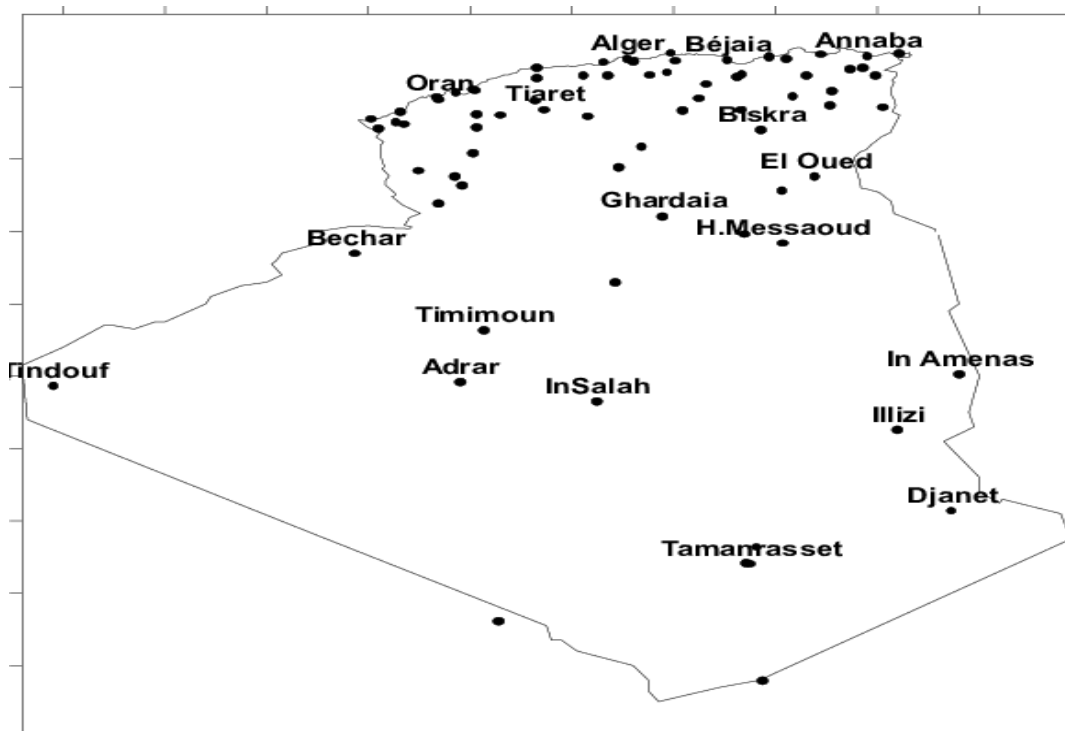 Alger
Béjaia
Annaba
Oran
Tiaret
Biskra
El Oued
Ghardaia
H.Messaoud
Bechar
Timimoun
Adrar
Tindouf
InSalah
In Amenas
Illizi
Djanet
Tamanrasset